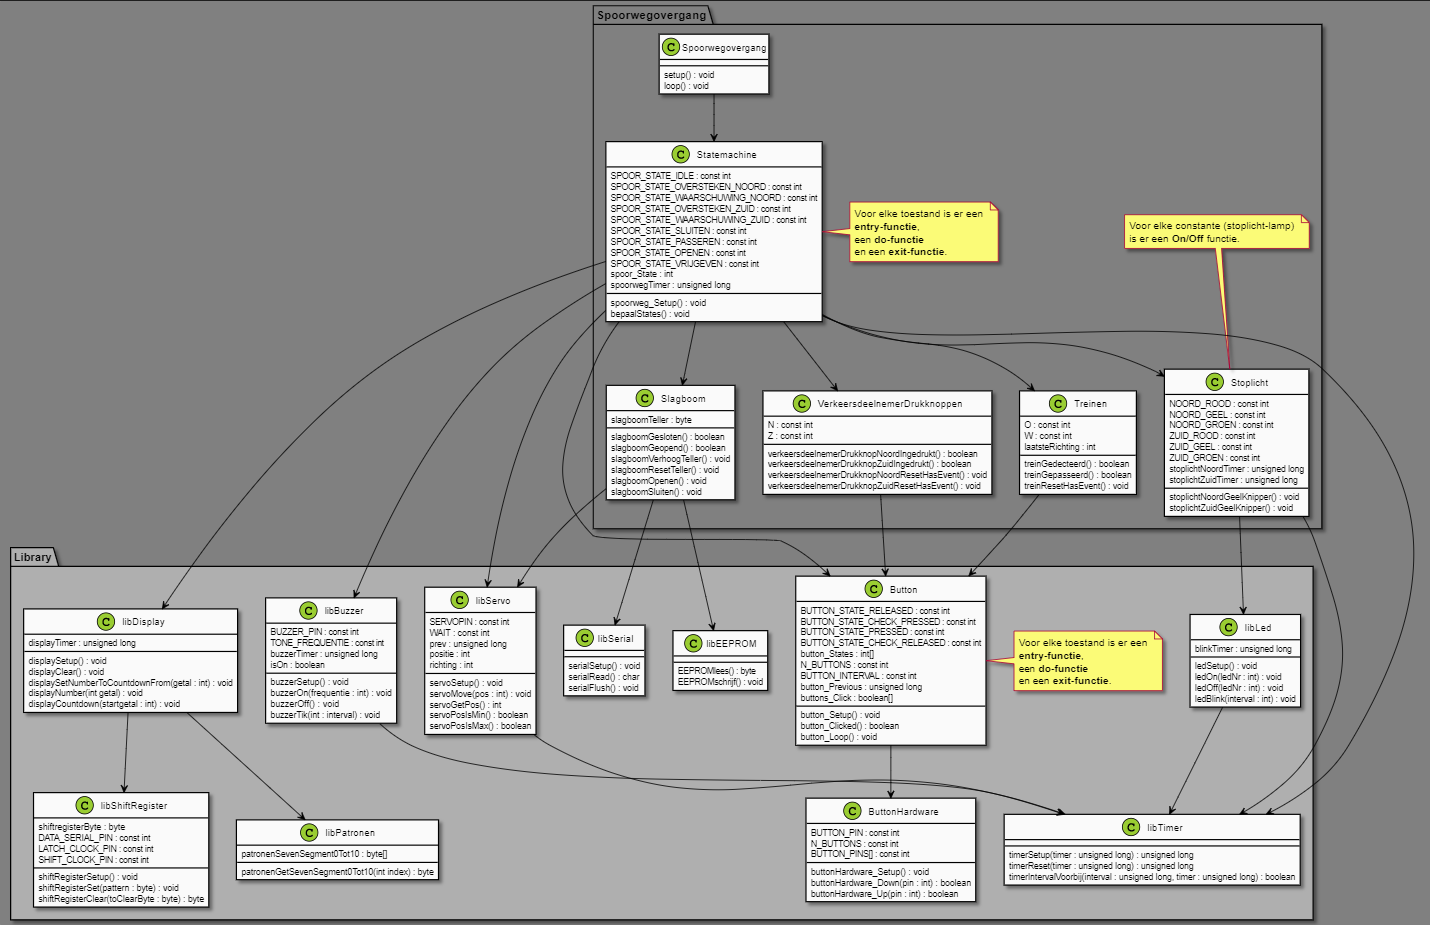 Spoorwegovergang
C Spoorwegovergang
setup() : void
loop() : void
C Statemachine
SPOOR_STATE_IDLE : const int
SPOOR_STATE_OVERSTEKEN_NOORD : const int
SPOOR_STATE_WAARSCHUWING_NOORD : const int
SPOOR_STATE_OVERSTEKEN_ZUID : const int
SPOOR_STATE_WAARSCHUWING_ZUID : const int
SPOOR_STATE_SLUITEN : const int
SPOOR_STATE_PASSEREN : const int
SPOOR_STATE_OPENEN : const int
SPOOR_STATE_VRIJGEVEN : const int
spoor_State : int
spoorwegTimer : unsigned long
spoorweg_Setup() : void
bepaalStates() : void
Voor elke toestand is er een
entry-functie,
een do-functie
en een exit-functie.
Voor elke constante (stoplicht-lamp)
is er een On/Off functie.
C Slagboom
slagboomTeller : byte
slagboomGesloten() : boolean
slagboomGeopend() : boolean
slagboomVerhoogTeller() : void
slagboomResetTeller() : void
slagboomOpenen() : void
slagboomSluiten() : void
C VerkeersdeelnemerDrukknoppen
N : const int
Z : const int
verkeersdeelnemerDrukknopNoordIngedrukt() : boolean
verkeersdeelnemerDrukknopZuidIngedrukt() : boolean
verkeersdeelnemerDrukknopNoordResetHasEvent() : void
verkeersdeelnemerDrukknopZuidResetHasEvent() : void
C Treinen
O : const int
W : const int
laatsteRichting : int
treinGedecteerd() : boolean
treinGepasseerd() : boolean
treinResetHasEvent() : void
C Stoplicht
NOORD_ROOD : const int
NOORD_GEEL : const int
NOORD_GROEN : const int
ZUID_ROOD : const int
ZUID_GEEL : const int
ZUID_GROEN : const int
stoplichtNoordTimer : unsigned long
stoplichtZuidTimer : unsigned long
stoplichtNoordGeelKnipper() : void
stoplichtZuidGeelKnipper() : void
Library
C libDisplay
displayTimer : unsigned long
displaySetup() : void
displayClear() : void
displaySetNumberToCountdownFrom(getal : int) : void
displayNumber(int getal) : void
displayCountdown(startgetal : int) : void
C libBuzzer
BUZZER_PIN : const int
TONE_FREQUENTIE : const int
buzzerTimer : unsigned long
isOn : boolean
buzzerSetup() : void
buzzerOn(frequentie : int) : void
buzzerOff() : void
buzzerTik(int : interval) : void
C libServo
SERVOPIN : const int
WAIT : const int
prev : unsigned long
positie : int
richting : int
servoSetup() : void
servoMove(pos : int) : void
servoGetPos() : int
servoPosIsMin() : boolean
servoPosIsMax() : boolean
C libSerial
serialSetup() : void
serialRead() : char
serialFlush() : void
C libEEPROM
EEPROMlees() : byte
EEPROMschrijf() : void
C Button
BUTTON_STATE_RELEASED : const int
BUTTON_STATE_CHECK_PRESSED : const int
BUTTON_STATE_PRESSED : const int
BUTTON_STATE_CHECK_RELEASED : const int
button_States : int[]
N_BUTTONS : const int
BUTTON_INTERVAL : const int
button_Previous : unsigned long
buttons_Click : boolean[]
button_Setup() : void
button_Clicked() : boolean
button_Loop() : void
Voor elke toestand is er een
entry-functie,
een do-functie
en een exit-functie.
C libLed
blinkTimer : unsigned long
ledSetup() : void
ledOn(ledNr : int) : void
ledOff(ledNr : int) : void
ledBlink(interval : int) : void
C libShiftRegister
shiftregisterByte : byte
DATA_SERIAL_PIN : const int
LATCH_CLOCK_PIN : const int
SHIFT_CLOCK_PIN : const int
shiftRegisterSetup() : void
shiftRegisterSet(pattern : byte) : void
shiftRegisterClear(toClearByte : byte) : byte
C libPatronen
patronenSevenSegment0Tot10 : byte[]
patronenGetSevenSegment0Tot10(int index) : byte
C ButtonHardware
BUTTON_PIN : const int
N_BUTTONS : const int
BUTTON_PINS[] : const int
buttonHardware_Setup() : void
buttonHardware_Down(pin : int) : boolean
buttonHardware_Up(pin : int) : boolean
C libTimer
timerSetup(timer : unsigned long) : unsigned long
timerReset(timer : unsigned long) : unsigned long
timerIntervalVoorbij(interval : unsigned long, timer : unsigned long) : boolean